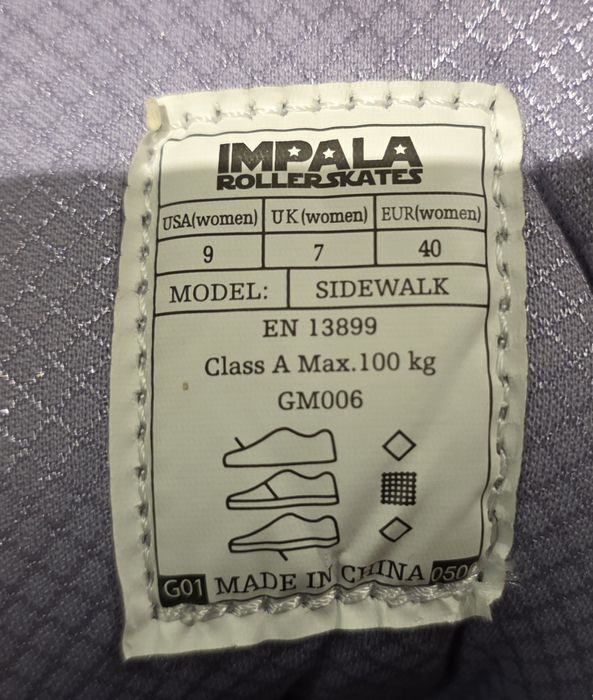 IMPALA
ROLLERSKATES
USA(women) UK(women) EUR(women)
9 7 40
MODEL: SIDEWALK
EN 13899
Class A Max.100 kg
GM006
G01 MADE IN CHINA